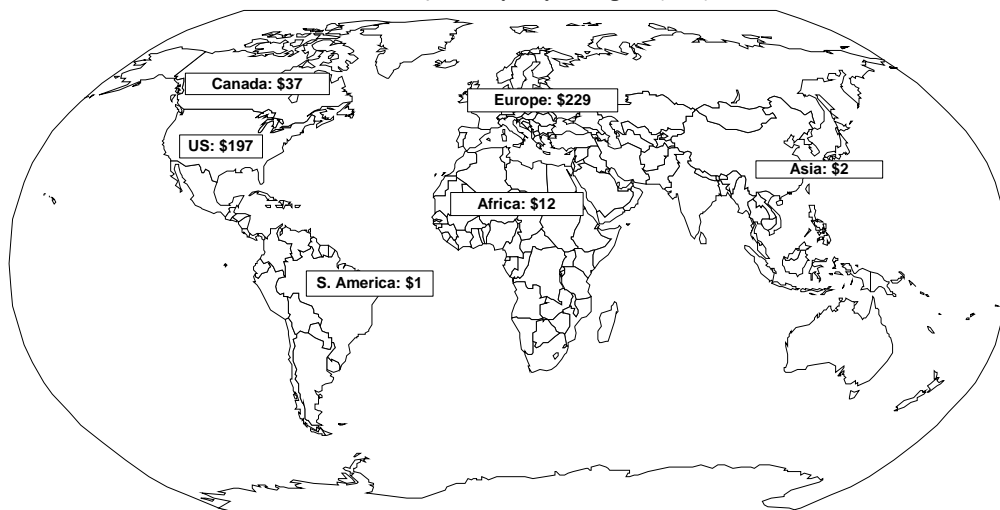 Canada: $37
Europe: $229
US: $197
Asia: $2
Africa: $12
S. America: $1